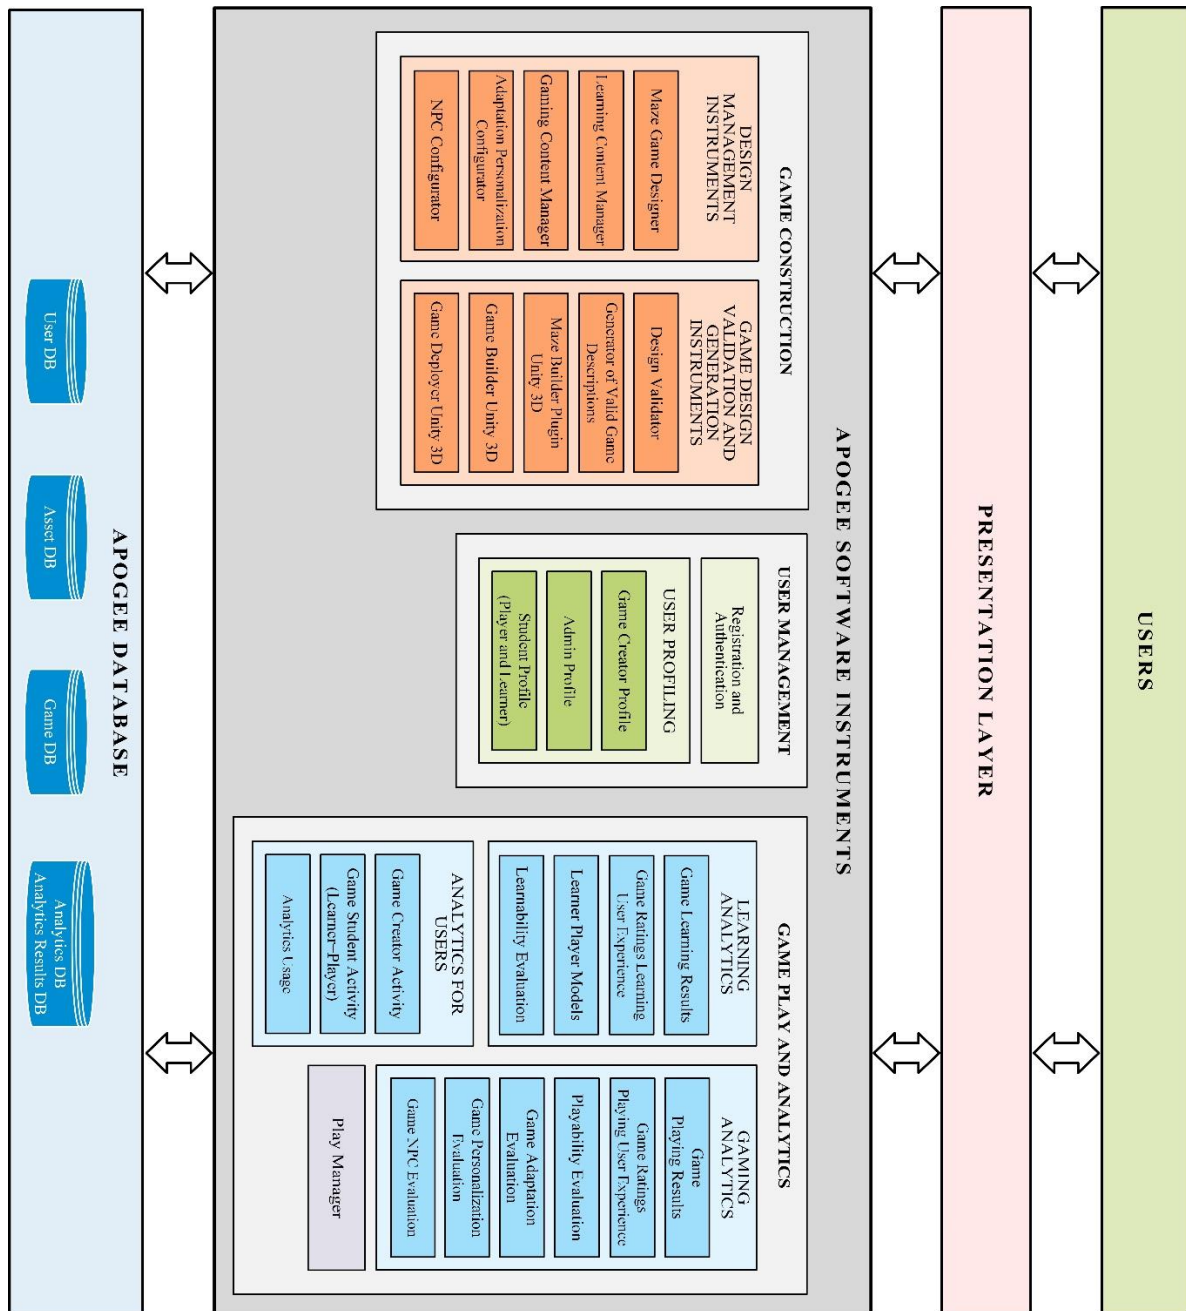 USERS
PRESENTATION LAYER
APOGEE SOFTWARE INSTRUMENTS
GAME CONSTRUCTION
DESIGN
MANAGEMENT
INSTRUMENTS
Maze Game Designer
Learning Content Manager
Gaming Content Manager
Adaptation Personalization
Configurator
NPC Configurator
GAME DESIGN
VALIDATION AND
GENERATION
INSTRUMENTS
Design Validator
Generator of Valid Game
Descriptions
Maze Builder Plugin
Unity 3D
Game Builder Unity 3D
Game Deployer Unity 3D
USER MANAGEMENT
Registration and
Authentication
USER PROFILING
Game Creator Profile
Admin Profile
Student Profile
(Player and Learner)
GAME PLAY AND ANALYTICS
LEARNING
ANALYTICS
Game Learning Results
Game Ratings Learning
User Experience
Learner Player Models
Learnability Evaluation
ANALYTICS FOR
USERS
Game Creator Activity
Game Student Activity
(Learner–Player)
Analytics Usage
GAMING
ANALYTICS
Game
Playing Results
Game Ratings
Playing User Experience
Playability Evaluation
Game Adaptation
Evaluation
Game Personalization
Evaluation
Game NPC Evaluation
Play Manager
APOGEE DATABASE
User DB
Asset DB
Game DB
Analytics DB
Analytics Results DB